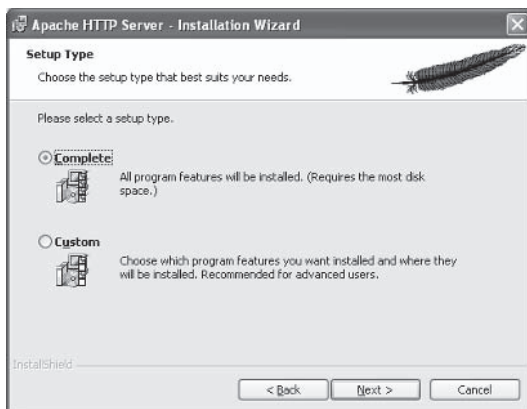 Apache HTTP Server - Installation Wizard
Setup Type
Choose the setup type that best suits your needs.
Please select a setup type.
Complete
All program features will be installed. (Requires the most disk
space.)
Custom
Choose which program features you want installed and where they
will be installed. Recommended for advanced users.
InstallShield
< Back
Next >
Cancel